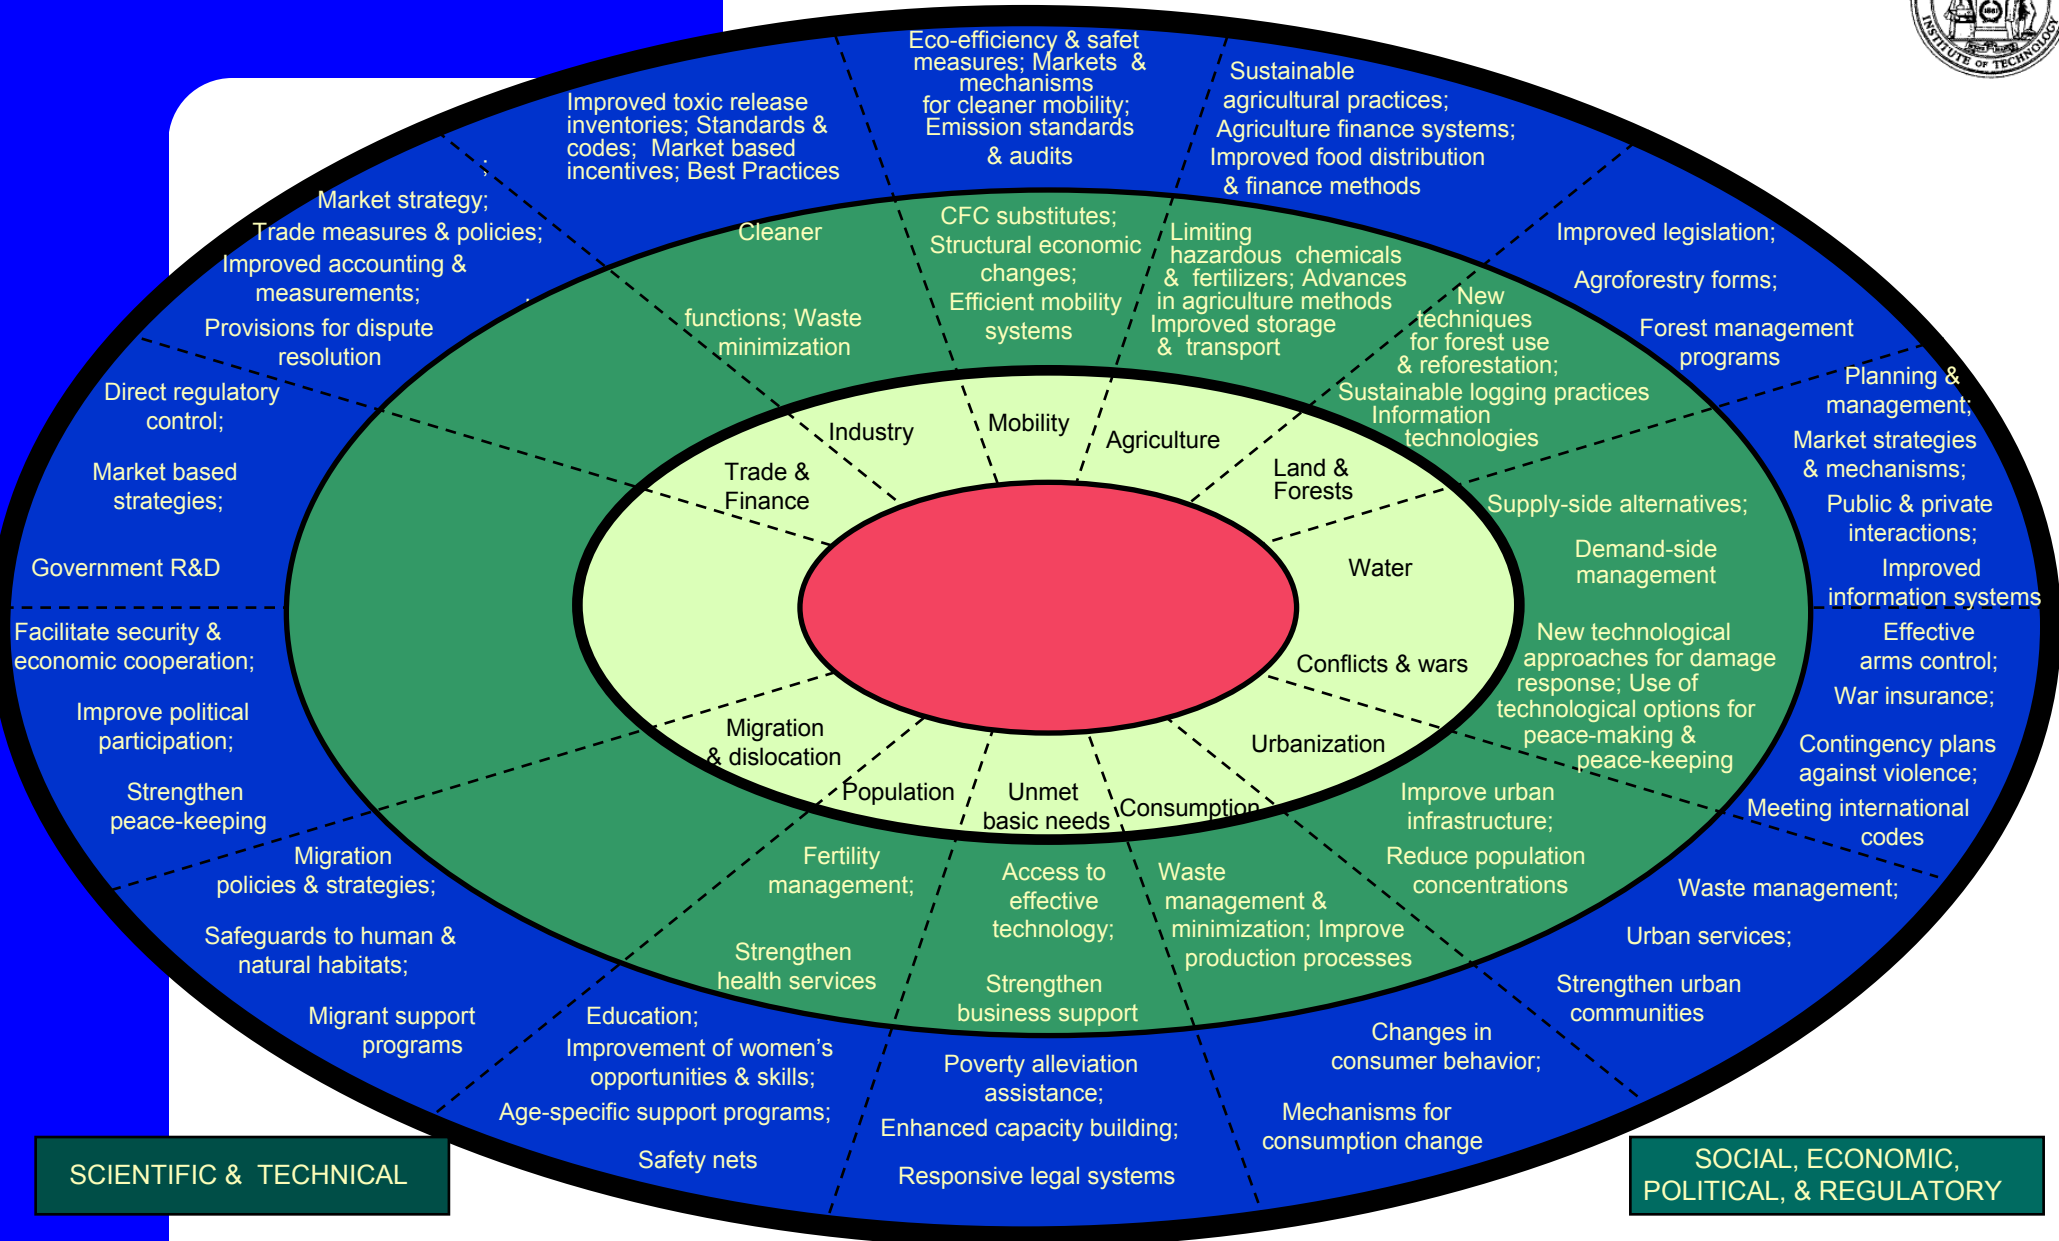 1861
INSTITUTE OF TECHNOLOGY
Eco-efficiency & safet
measures; Markets &
mechanisms
for cleaner mobility;
Emission standards
& audits
Sustainable
agricultural practices;
Agriculture finance systems;
Improved food distribution
& finance methods
Improved toxic release
inventories; Standards &
codes; Market based
incentives; Best Practices
;
Market strategy;
Trade measures & policies;
Improved accounting &
measurements;
Provisions for dispute
resolution
Cleaner
functions; Waste
minimization
CFC substitutes;
Structural economic
changes;
Efficient mobility
systems
Limiting
hazardous chemicals
& fertilizers; Advances
in agriculture methods
Improved storage
& transport
New
techniques
for forest use
& reforestation;
Sustainable logging practices
Information
technologies
Improved legislation;
Agroforestry forms;
Forest management
programs
Planning &
management;
Market strategies
& mechanisms;
Public & private
interactions;
Improved
information systems
Direct regulatory
control;
Market based
strategies;
Government R&D
Trade &
Finance
Industry
Mobility
Agriculture
Land &
Forests
Water
Conflicts & wars
Urbanization
Consumption
Unmet
basic needs
Population
Migration
& dislocation
Supply-side alternatives;
Demand-side
management
New technological
approaches for damage
response; Use of
technological options for
peace-making &
peace-keeping
Effective
arms control;
War insurance;
Contingency plans
against violence;
Meeting international
codes
Facilitate security &
economic cooperation;
Improve political
participation;
Strengthen
peace-keeping
Migration
policies & strategies;
Safeguards to human &
natural habitats;
Migrant support
programs
Fertility
management;
Strengthen
health services
Access to
effective
technology;
Strengthen
business support
Waste
management &
minimization; Improve
production processes
Improve urban
infrastructure;
Reduce population
concentrations
Waste management;
Urban services;
Strengthen urban
communities
Education;
Improvement of women's
opportunities & skills;
Age-specific support programs;
Safety nets
Poverty alleviation
assistance;
Enhanced capacity building;
Responsive legal systems
Changes in
consumer behavior;
Mechanisms for
consumption change
SCIENTIFIC & TECHNICAL
SOCIAL, ECONOMIC,
POLITICAL, & REGULATORY